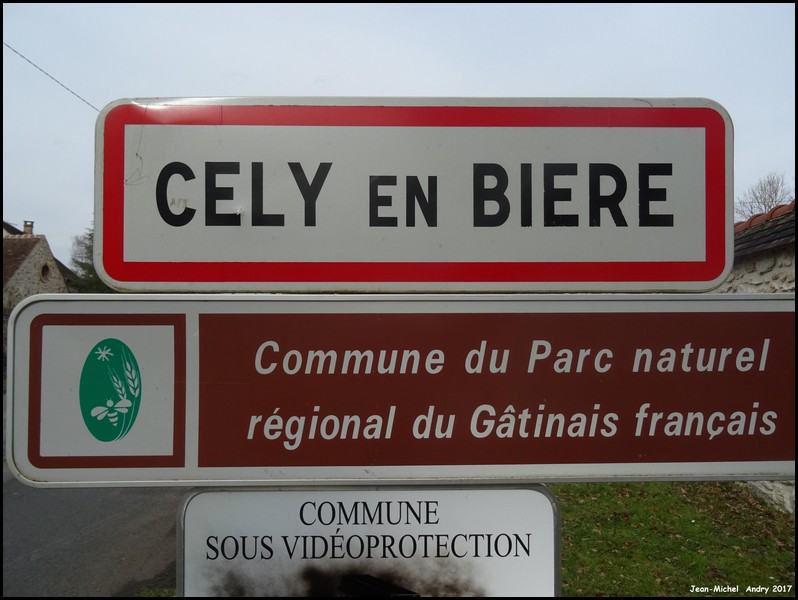 CELY EN BIERE
Commune du Parc naturel
régional du Gâtinais français
COMMUNE
SOUS VIDÉOPROTECTION
Jean-Michel Andry 2017